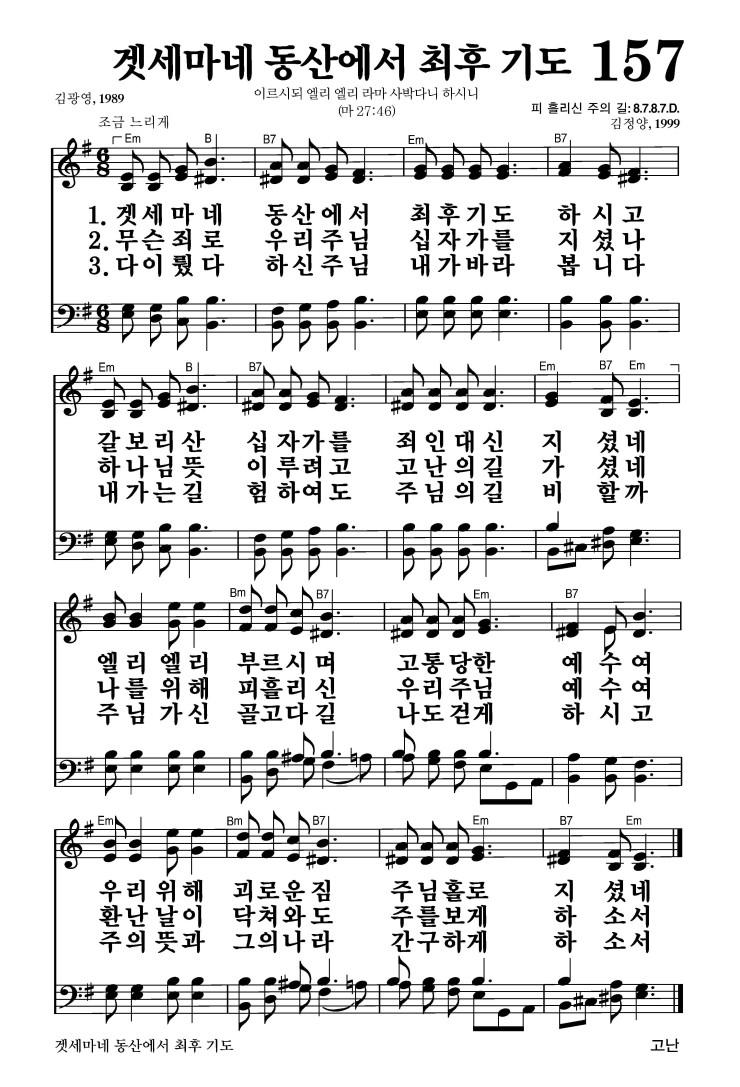 겟세마네 동산에서 최후 기도 157
김광영, 1989
이르시되 엘리 엘리 라마 사박다니 하시니
(마 27:46)
피 흘리신 주의 길: 8.7.8.7.D.
김정양, 1999
조금 느리게
Em B B7 Em B7
6/8
1. 겟세마네 동산에서 최후기도 하시고
2. 무슨죄로 우리주님 십자가를 지셨나
3. 다이뤘다 하신주님 내가바라 봅니다
6/8
Em B B7 Em B7 Em
갈보리산 십자가를 죄인대신 지셨네
하나님뜻 이루려고 고난의길 가셨네
내가는길 험하여도 주님의길 비할까
Bm B7 Em B7
엘리엘리 부르시며 고통당한 예수여
나를위해 피흘리신 우리주님 예수여
주님가신 골고다길 나도걷게 하시고
Em Bm B7 Em B7 Em
우리위해 괴로운짐 주님홀로 지셨네
환난날이 닥쳐와도 주를보게 하소서
주의뜻과 그의나라 간구하게 하소서
겟세마네 동산에서 최후 기도 고난